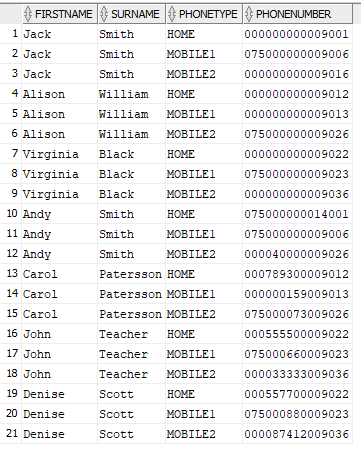 FIRSTNAME SURNAME PHONETYPE PHONENUMBER
1 Jack Smith HOME 000000000009001
2 Jack Smith MOBILE1 075000000009006
3 Jack Smith MOBILE2 000000000009016
4 Alison William HOME 000000000009012
5 Alison William MOBILE1 000000000009013
6 Alison William MOBILE2 075000000009026
7 Virginia Black HOME 000000000009022
8 Virginia Black MOBILE1 075000000009023
9 Virginia Black MOBILE2 000000000009036
10 Andy Smith HOME 075000000014001
11 Andy Smith MOBILE1 075000000009006
12 Andy Smith MOBILE2 000040000009026
13 Carol Patersson HOME 000789300009012
14 Carol Patersson MOBILE1 000000159009013
15 Carol Patersson MOBILE2 075000073009026
16 John Teacher HOME 000555500009022
17 John Teacher MOBILE1 075000660009023
18 John Teacher MOBILE2 000033333009036
19 Denise Scott HOME 000557700009022
20 Denise Scott MOBILE1 075000880009023
21 Denise Scott MOBILE2 000087412009036